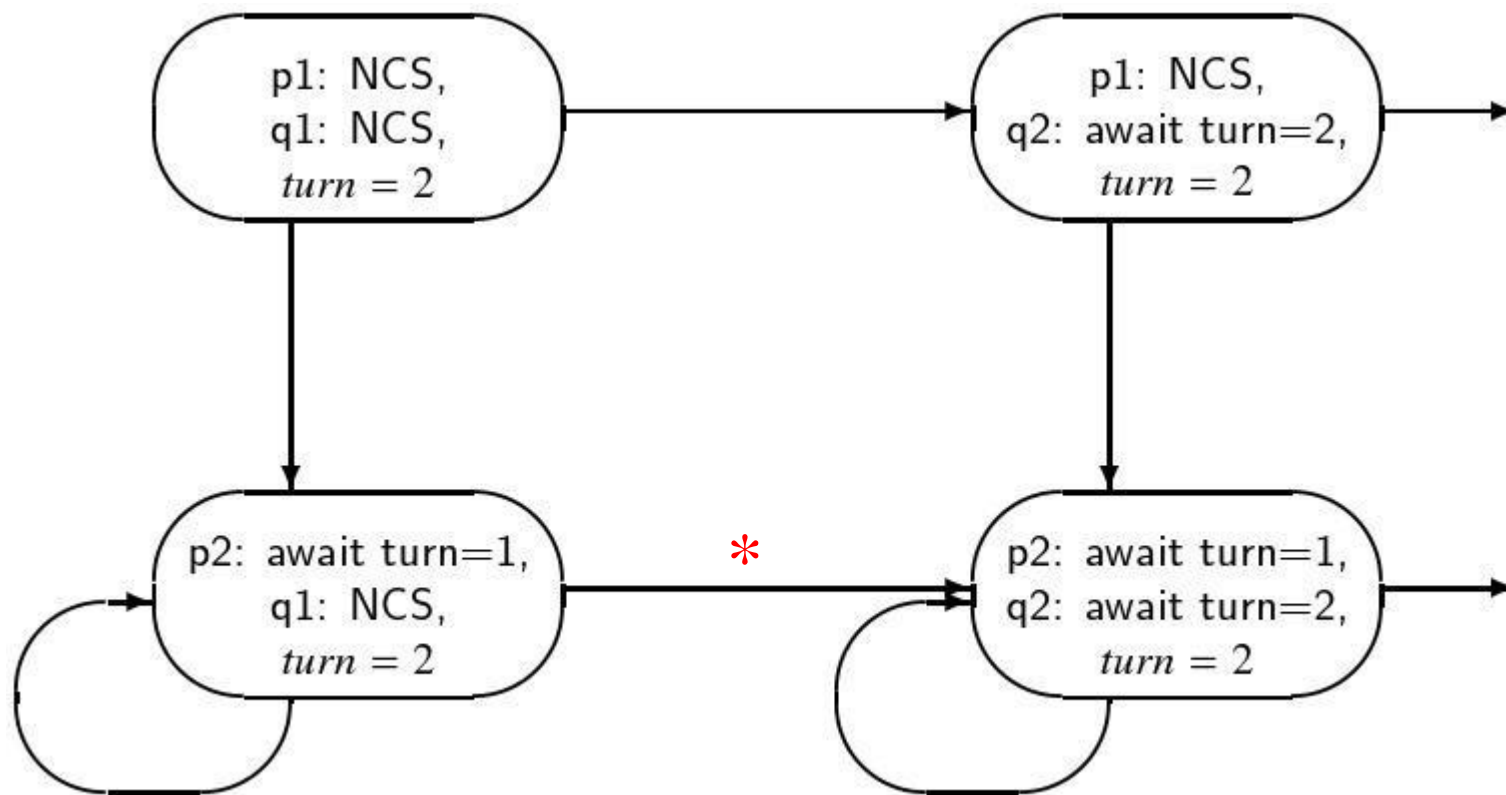 p1: NCS,
q1: NCS,
turn = 2
p1: NCS,
q2: await turn=2,
turn = 2
p2: await turn=1,
q1: NCS,
turn = 2
*
p2: await turn=1,
q2: await turn=2,
turn = 2